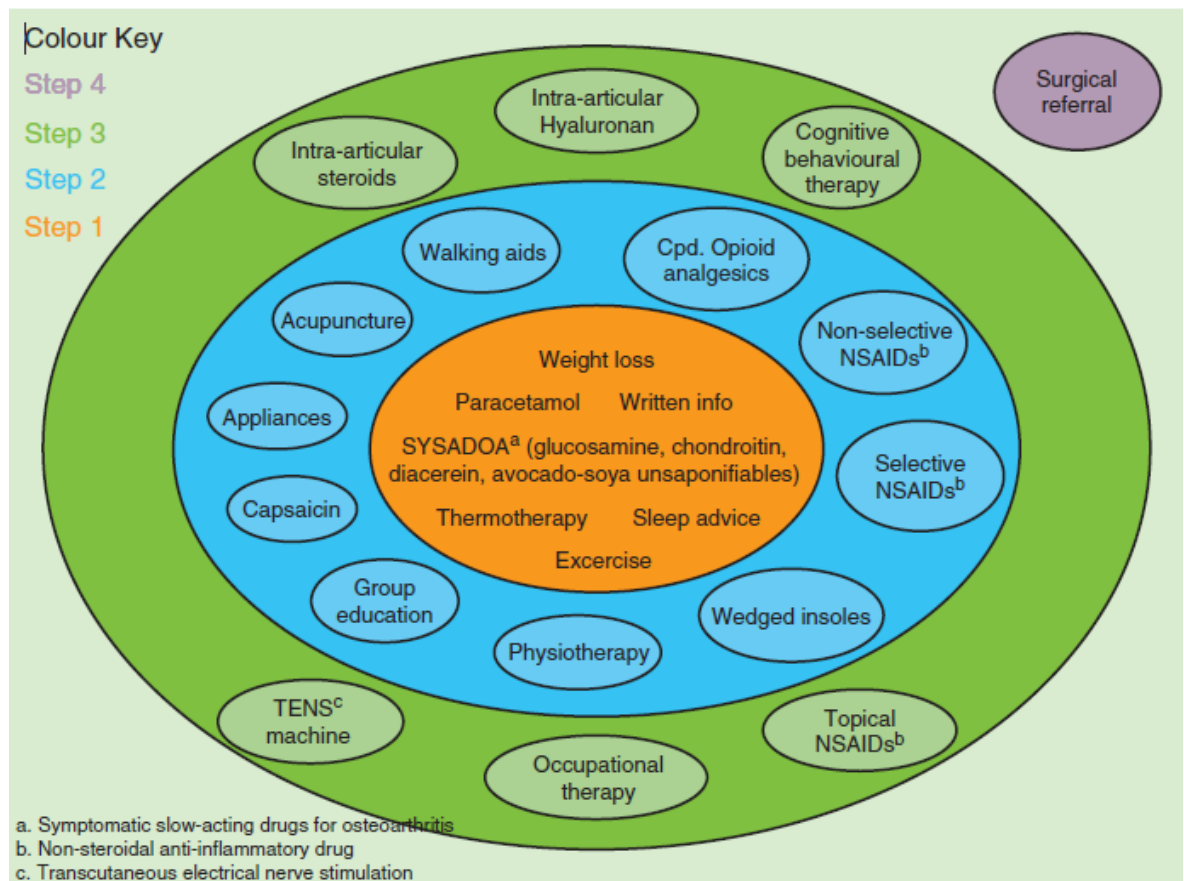 Colour Key
Step 4
Step 3
Step 2
Step 1
Surgical
referral
Intra-articular
Hyaluronan
Intra-articular
steroids
Cognitive
behavioural
therapy
Walking aids
Cpd. Opioid
analgesics
Acupuncture
Non-selective
NSAIDsb
Appliances
Selective
NSAIDsb
Capsaicin
Group
education
Physiotherapy
Wedged insoles
Weight loss
Paracetamol Written info
SYSADOAa (glucosamine, chondroitin,
diacerein, avocado-soya unsaponifiables)
Thermotherapy Sleep advice
Excercise
TENSc
machine
Occupational
therapy
Topical
NSAIDsb
a. Symptomatic slow-acting drugs for osteoarthritis
b. Non-steroidal anti-inflammatory drug
c. Transcutaneous electrical nerve stimulation